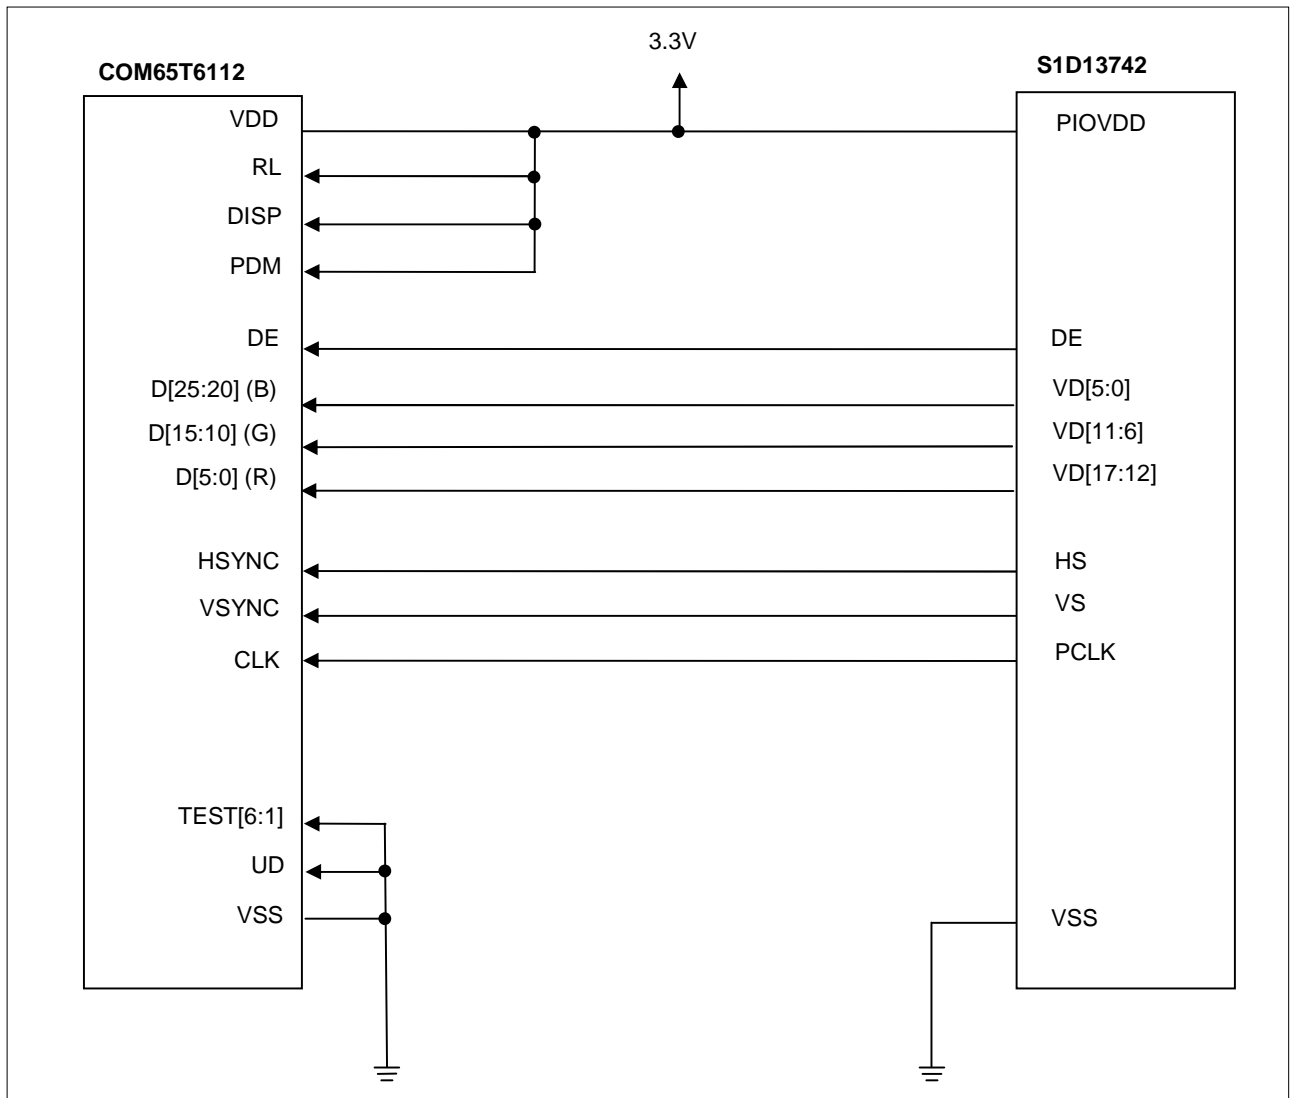 3.3V
COM65T6112
S1D13742
VDD
PIOVDD
RL
DISP
PDM
DE
DE
D[25:20] (B)
VD[5:0]
D[15:10] (G)
VD[11:6]
D[5:0] (R)
VD[17:12]
HSYNC
HS
VSYNC
VS
CLK
PCLK
TEST[6:1]
UD
VSS
VSS